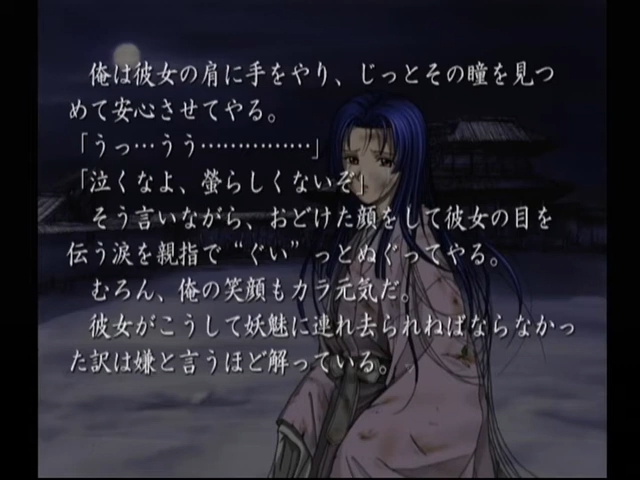 俺は彼女の肩に手をやり、じっとその瞳を見つ
めて安心させてやる。
「うっ…うう……………」
「泣くなよ、螢らしくないぞ」
そう言いながら、おどけた顔をして彼女の目を
伝う涙を親指で“ぐい”っとぬぐってやる。
むろん、俺の笑顔もカラ元気だ。
彼女がこうして妖魅に連れ去られねばならなかっ
た訳は嫌と言うほど解っている。